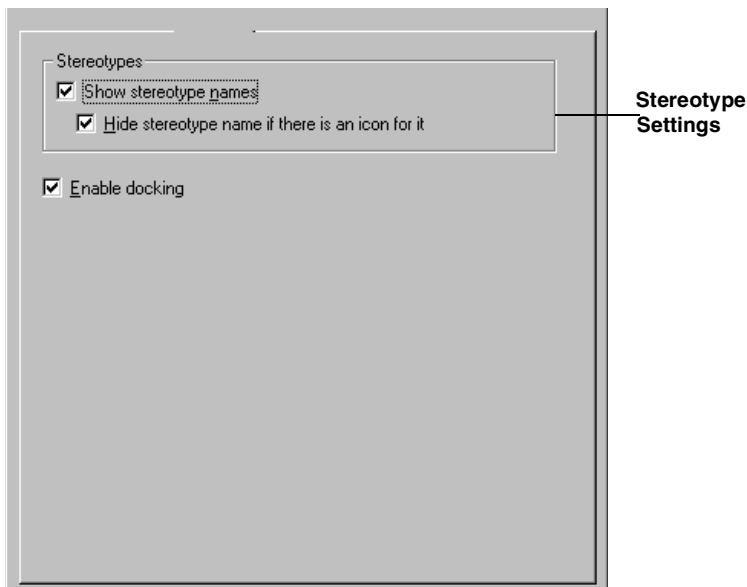 Stereotypes
Show stereotype names
Hide stereotype name if there is an icon for it
Enable docking
Stereotype
Settings